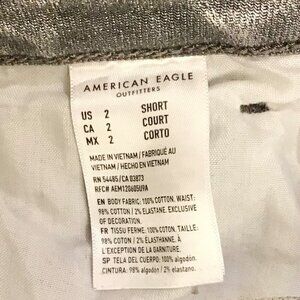 AMERICAN EAGLE
OUTFITTERS
US 2 SHORT
CA 2 COURT
MX 2 CORTO
MADE IN VIETNAM / FABRIQUÉ AU
VIETNAM / HECHO EN VIETNAM
RN 54485/CA 03873
RFC# AEM120405U9A
EN BODY FABRIC: 100% COTTON, WAIST:
98% COTTON / 2% ELASTANE. EXCLUSIVE
OF DECORATION.
FR TISSU FERME: 100% COTON, TAILLE:
98% COTON / 2% ÉLASTHANNE. À
L'EXCEPTION DE LA GARNITURE.
SP TELA DEL CUERPO: 100% algodón,
CINTURA: 98% algodón / 2% elastano.